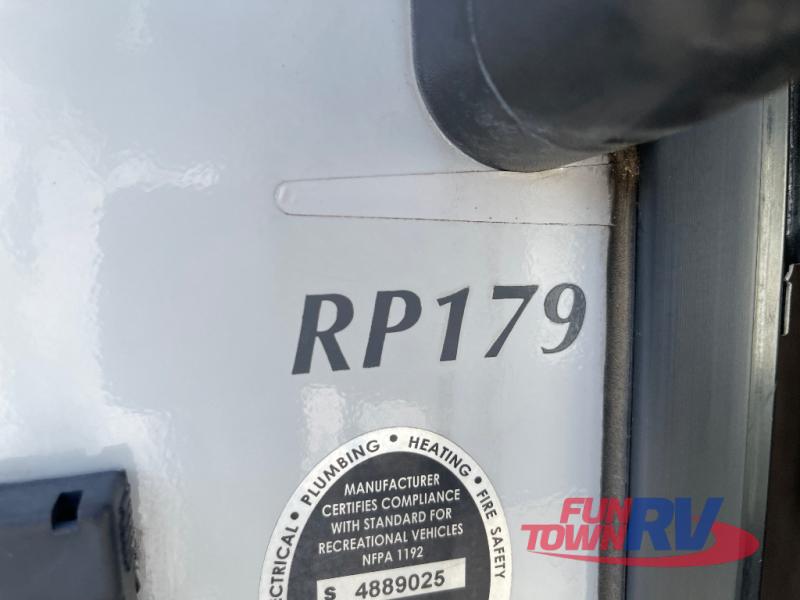 RP179
ECTRICAL • PLUMBING • HEATING • FIRE SAFETY
MANUFACTURER
CERTIFIES COMPLIANCE
WITH STANDARD FOR
RECREATIONAL VEHICLES
NFPA 1192
S 4889025
FUN
TOWN RV